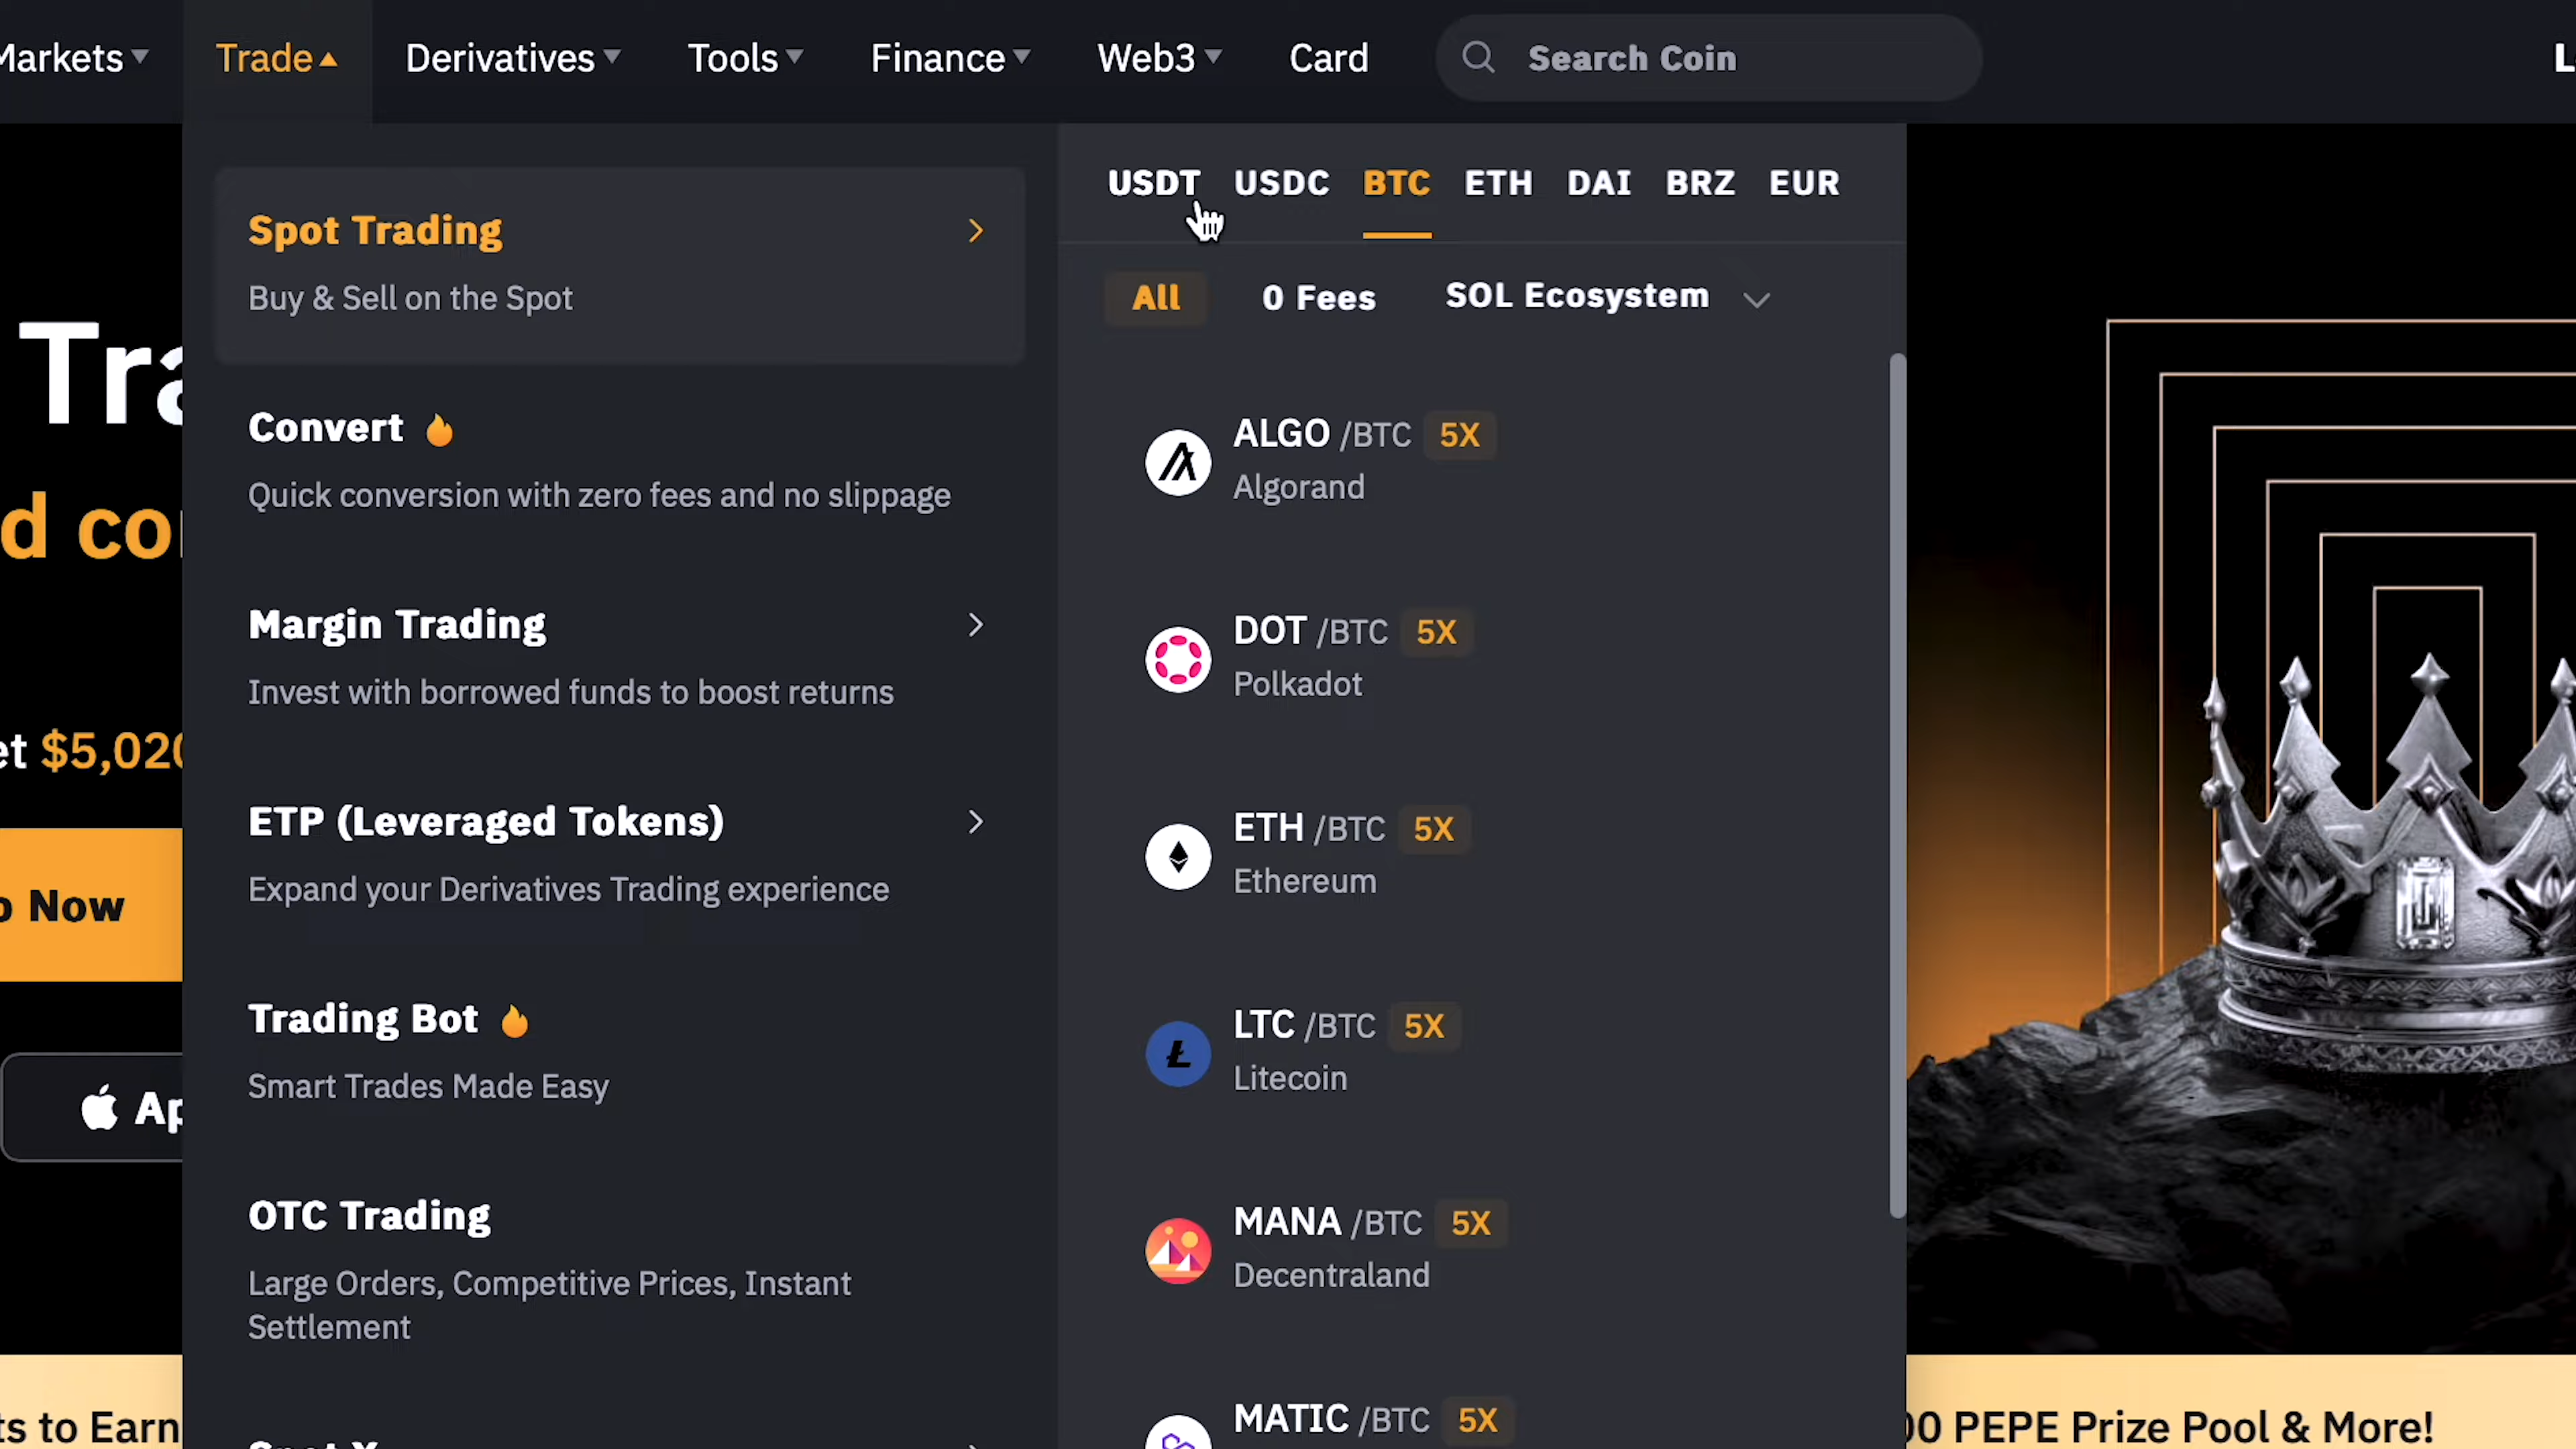 Markets Trade Derivatives Tools Finance Web3 Card Search Coin
Spot Trading
Buy & Sell on the Spot
Convert
Quick conversion with zero fees and no slippage
Margin Trading
Invest with borrowed funds to boost returns
ETP (Leveraged Tokens)
Expand your Derivatives Trading experience
Trading Bot
Smart Trades Made Easy
OTC Trading
Large Orders, Competitive Prices, Instant
Settlement
USDT USDC BTC ETH DAI BRZ EUR
All 0 Fees SOL Ecosystem
ALGO /BTC 5X
Algorand
DOT /BTC 5X
Polkadot
ETH /BTC 5X
Ethereum
LTC /BTC 5X
Litecoin
MANA /BTC 5X
Decentraland
MATIC /BTC 5X
Tra
d co
et $5,020
Now
Ap
ts to Earn
00 PEPE Prize Pool & More!